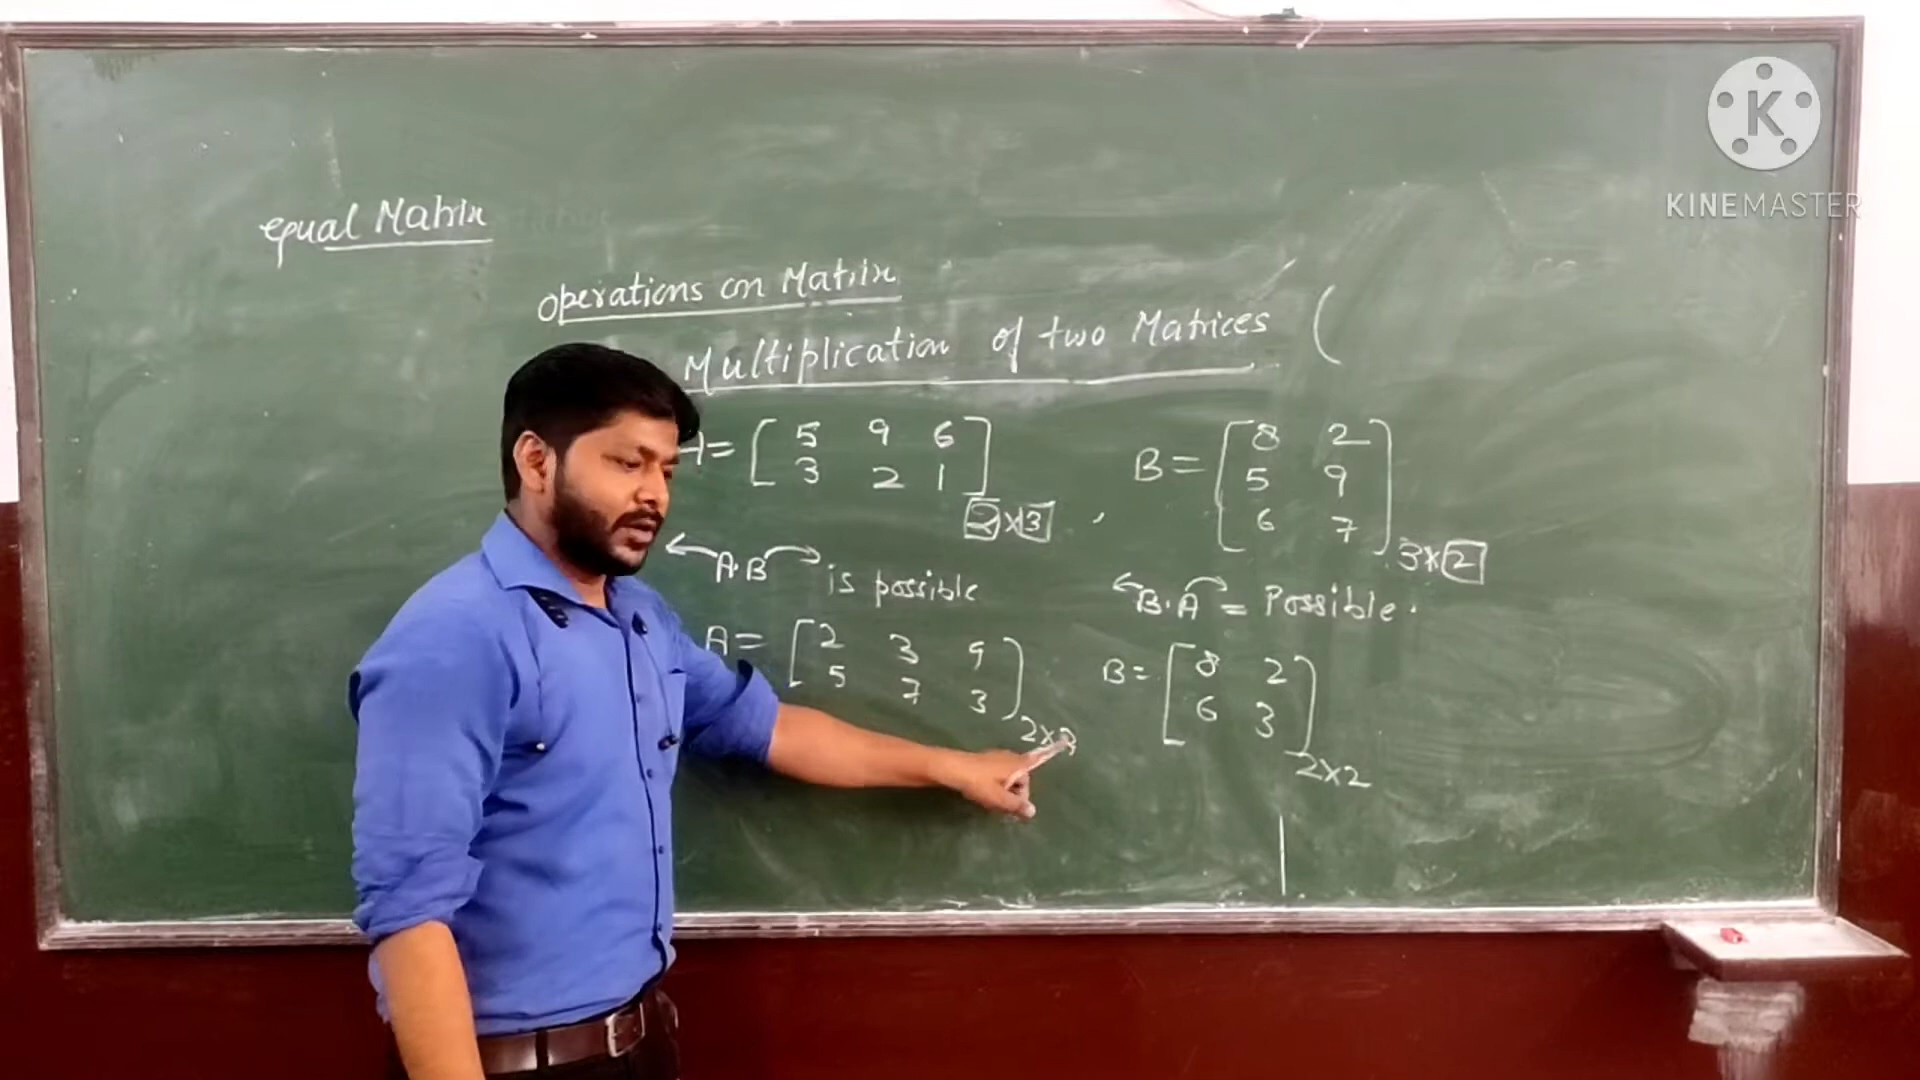 equal Matrix
Operations on Matrix
Multiplication of two Matrices (
= [ 5 9 6
3 2 1 ] 2x3 ,
B = [ 8 2
5 9
6 7 ] 3x2
A.B is possible
B.A = Possible.
A = [ 2 3 9
5 7 3 ] 2x
B = [ 8 2
6 3 ] 2x2
K
KINEMASTER